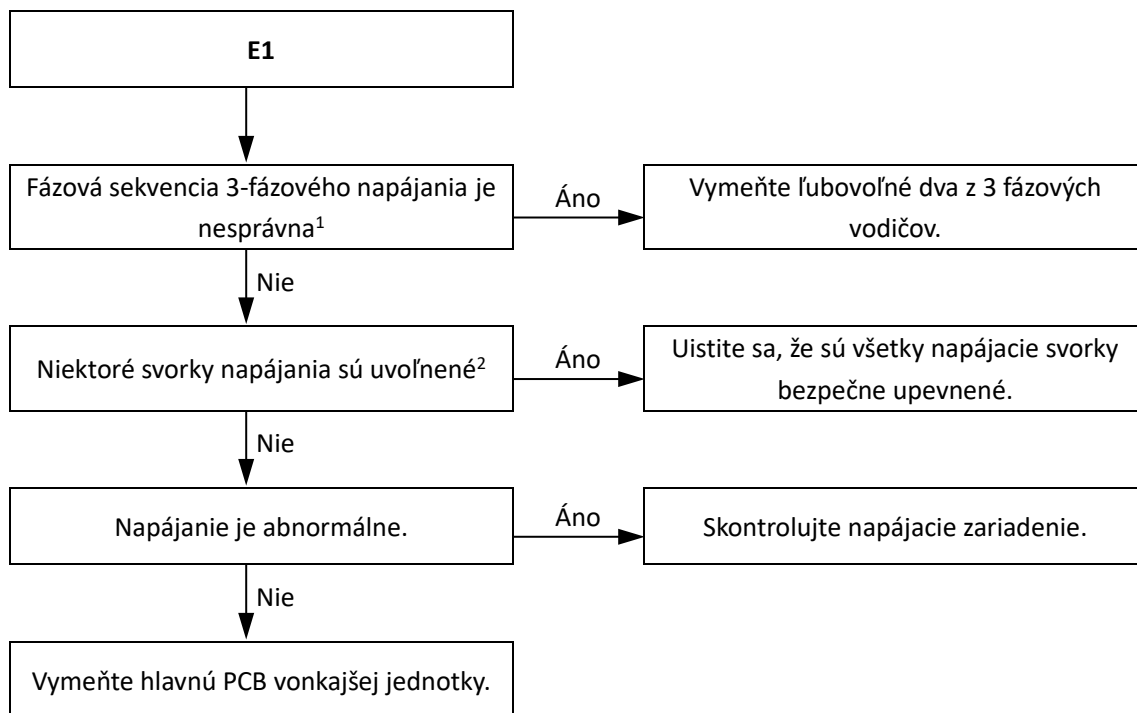 E1
Fázová sekvencia 3-fázového napájania je
nesprávna¹
Áno
Vymeňte ľubovoľné dva z 3 fázových
vodičov.
Nie
Niektoré svorky napájania sú uvoľnené²
Áno
Uistite sa, že sú všetky napájacie svorky
bezpečne upevnené.
Nie
Napájanie je abnormálne.
Áno
Skontrolujte napájacie zariadenie.
Nie
Vymeňte hlavnú PCB vonkajšej jednotky.